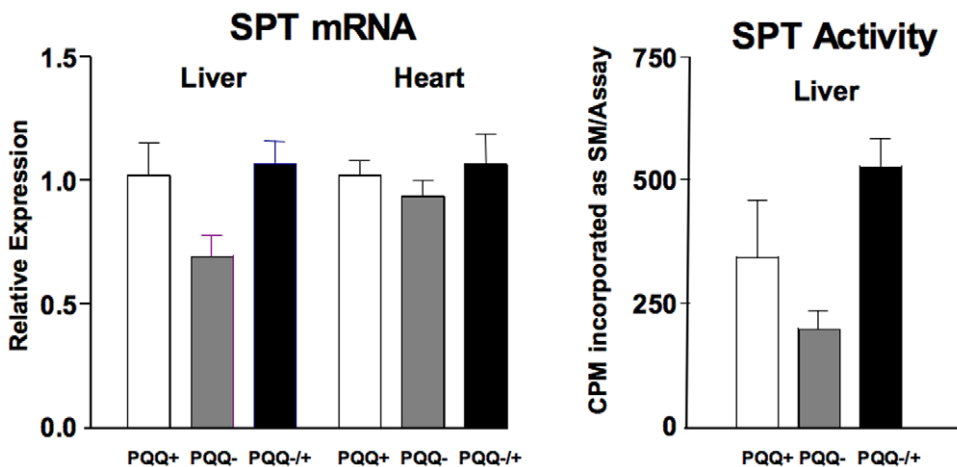 SPT mRNA
Liver Heart
Relative Expression
1.5
1.0
0.5
0.0
PQQ+ PQQ- PQQ-/+ PQQ+ PQQ- PQQ-/+
SPT Activity
Liver
CPM incorporated as SM/Assay
750
500
250
0
PQQ+ PQQ- PQQ-/+